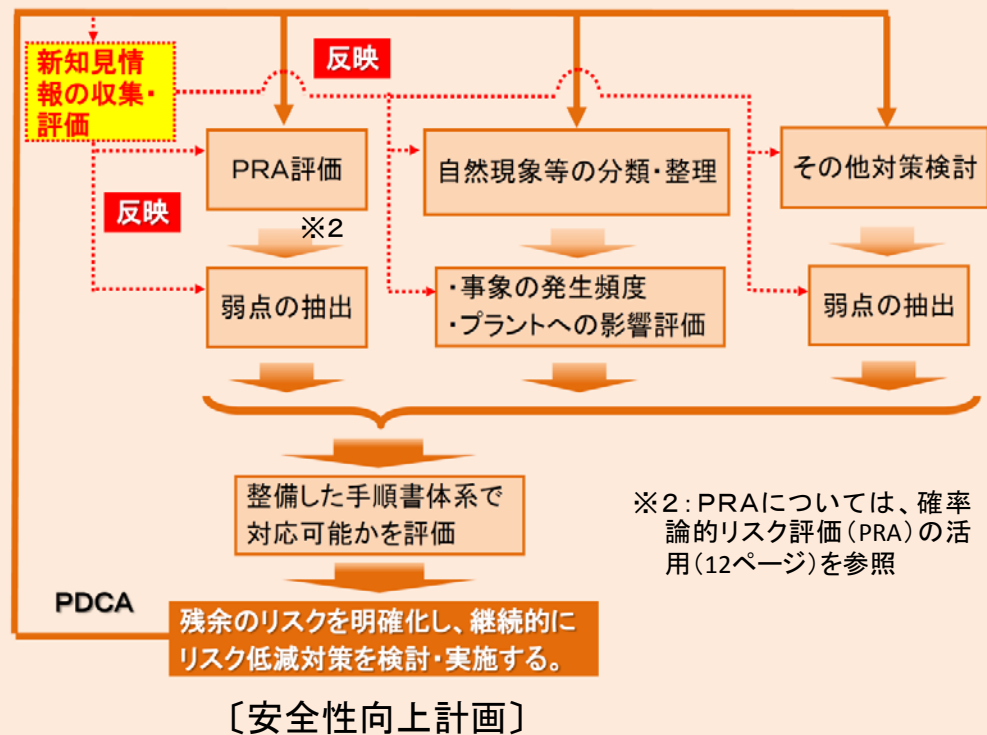 新知見情
報の収集・
評価
反映
PRA評価
自然現象等の分類・整理
その他対策検討
反映
※2
弱点の抽出
・事象の発生頻度
・プラントへの影響評価
弱点の抽出
整備した手順書体系で
対応可能かを評価
※2:PRAについては、確率
論的リスク評価(PRA)の活
用(12ページ)を参照
PDCA
残余のリスクを明確化し、継続的に
リスク低減対策を検討・実施する。
〔安全性向上計画〕